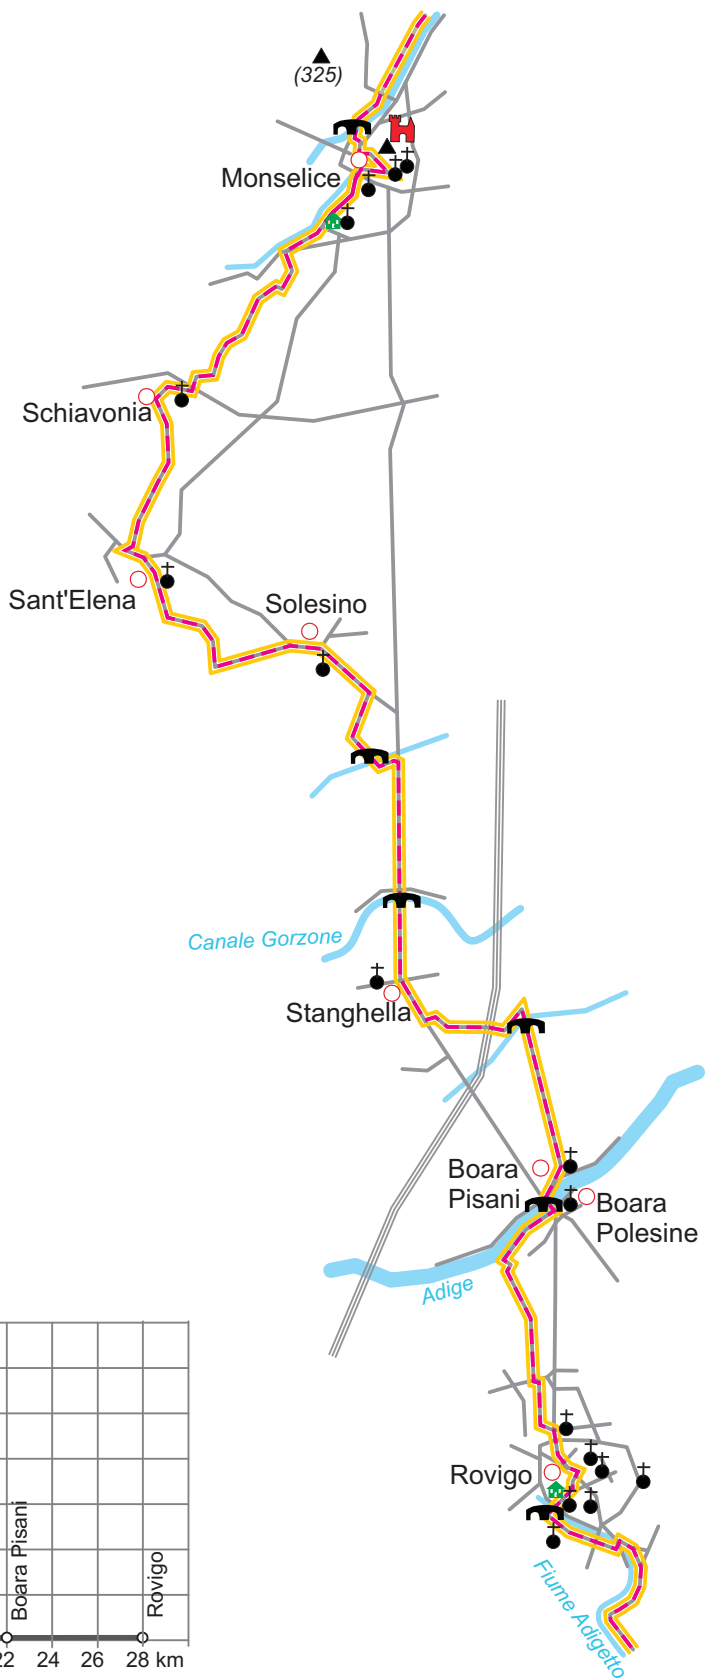 (325)
Monselice
Schiavonia
Sant'Elena
Solesino
Canale Gorzone
Stanghella
Boara
Pisani
Boara
Polesine
Adige
Rovigo
Fiume Adigetto
Boara Pisani
Rovigo
22 24 26 28 km